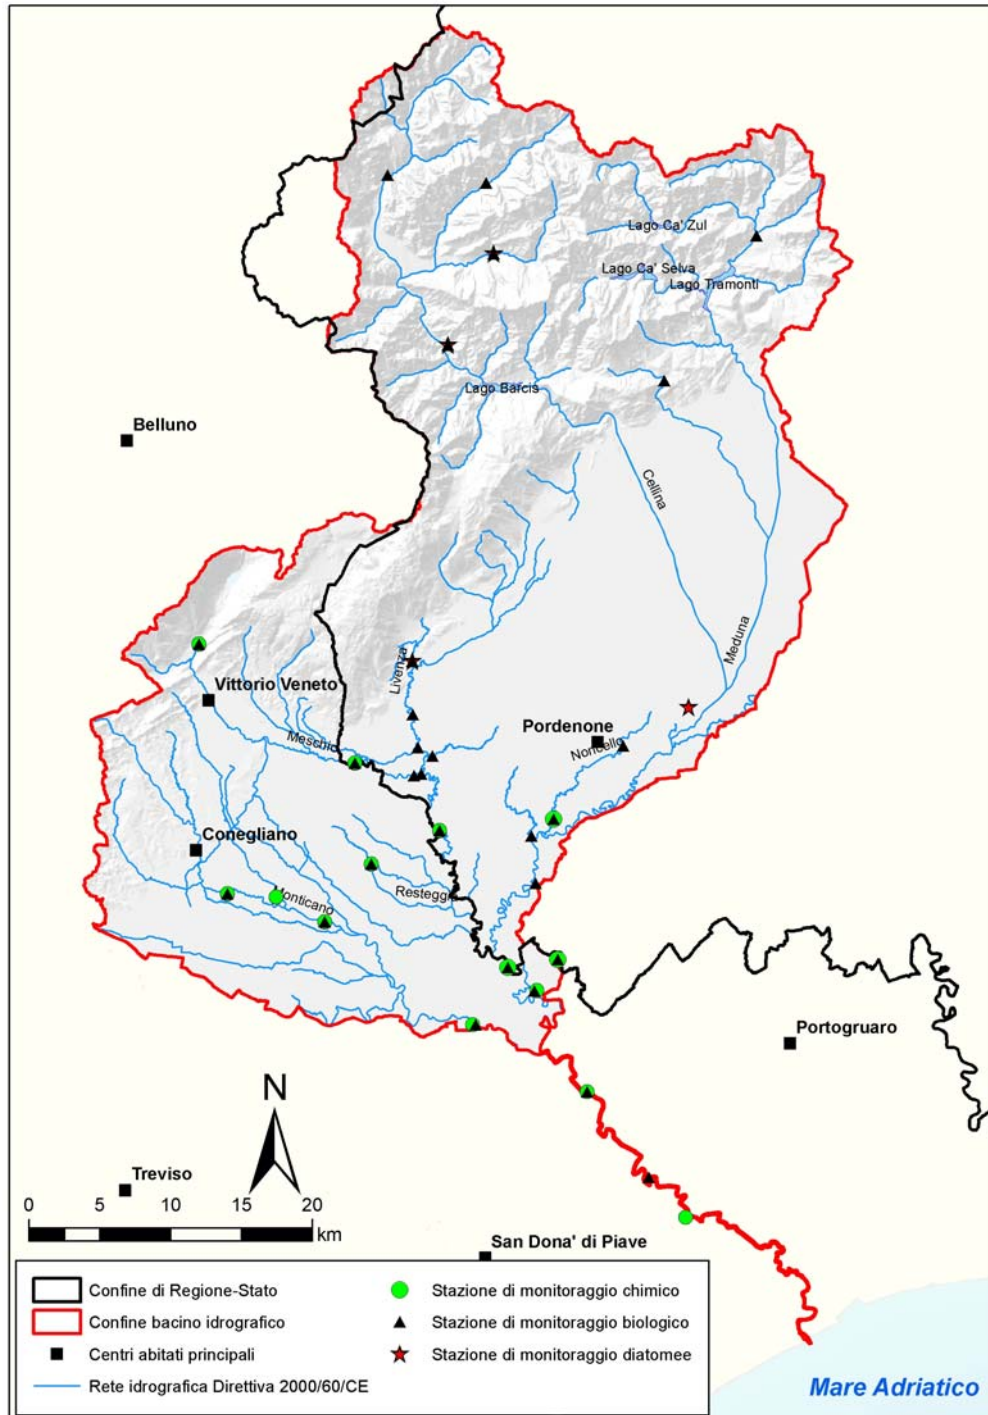 Lago Ca' Zul
Lago Ca' Selva
Lago Tramonti
Lago Barcis
Belluno
Cellina
Meduna
Livenza
Vittorio Veneto
Pordenone
Noncello
Meschio
Conegliano
Monticano
Resteggia
Portogruaro
N
Treviso
0 5 10 15 20
km
San Dona' di Piave
Confine di Regione-Stato
Confine bacino idrografico
Centri abitati principali
Rete idrografica Direttiva 2000/60/CE
Stazione di monitoraggio chimico
Stazione di monitoraggio biologico
Stazione di monitoraggio diatomee
Mare Adriatico